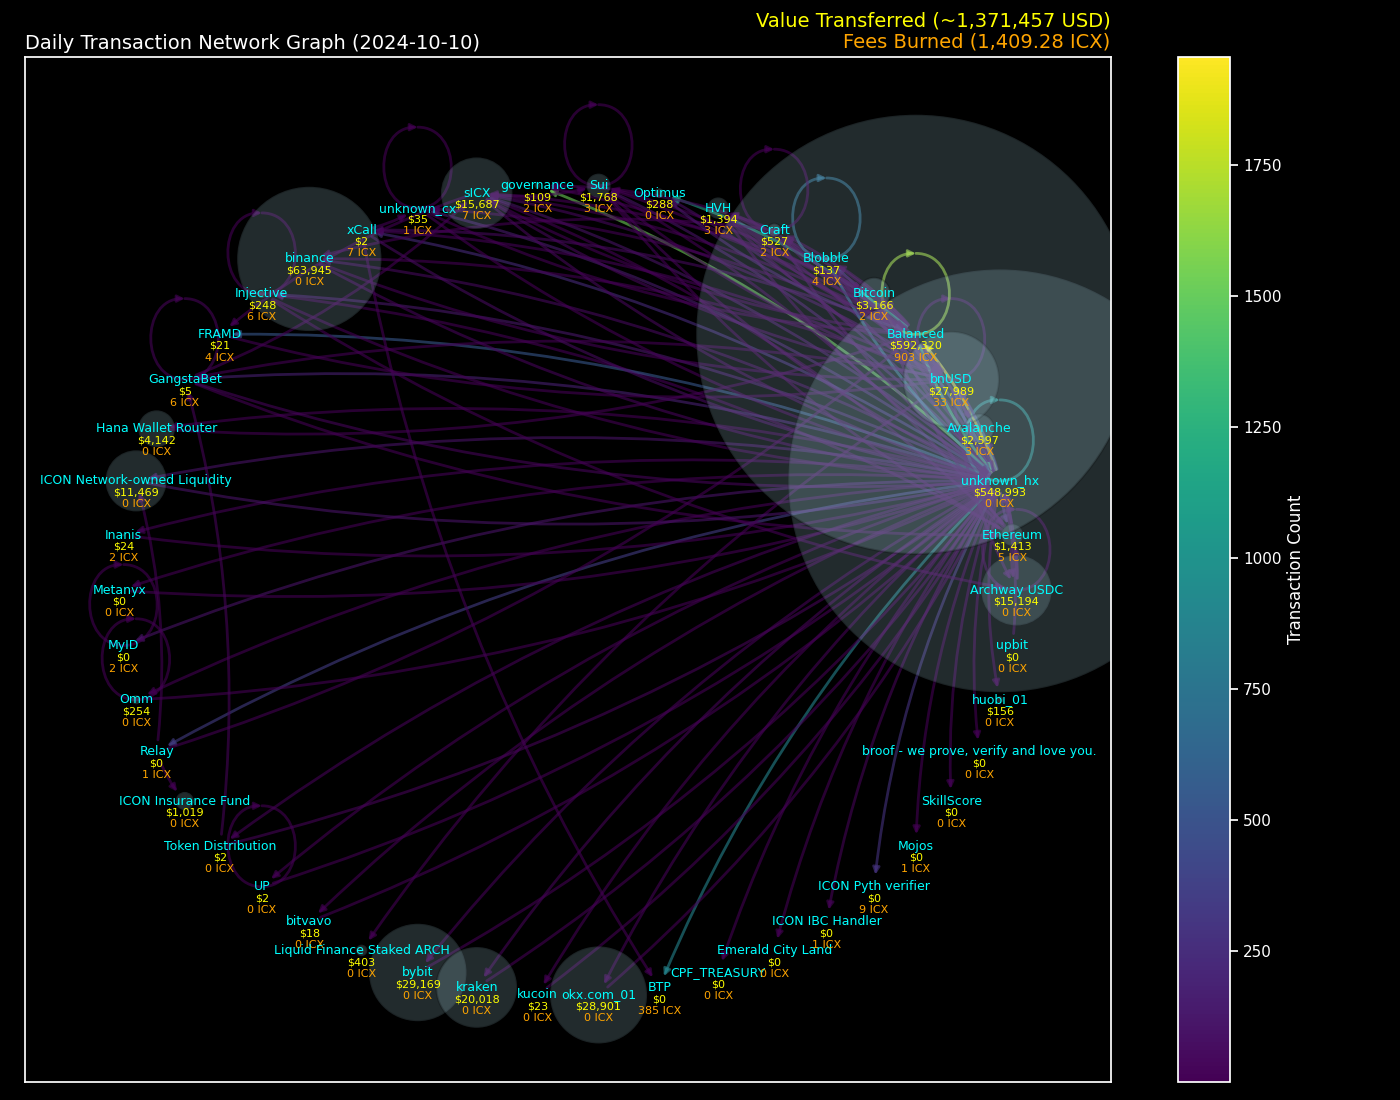 Value Transferred (~1,371,457 USD)
Daily Transaction Network Graph (2024-10-10)
Fees Burned (1,409.28 ICX)
Sui
$1,768
3 ICX
governance
$109
2 ICX
sICX
$15,687
7 ICX
Optimus
$288
0 ICX
unknown_cx
$35
1 ICX
HVH
$1,394
3 ICX
xCall
$2
7 ICX
Craft
$527
2 ICX
binance
$63,945
0 ICX
Blobble
$137
4 ICX
Injective
$248
6 ICX
Bitcoin
$3,166
2 ICX
FRAMD
$21
4 ICX
Balanced
$592,320
903 ICX
GangstaBet
$5
6 ICX
bnUSD
$27,989
33 ICX
Hana Wallet Router
$4,142
0 ICX
Avalanche
$2,597
3 ICX
ICON Network-owned Liquidity
$11,469
0 ICX
unknown_hx
$548,993
0 ICX
Inanis
$24
2 ICX
Ethereum
$1,413
5 ICX
Metanyx
$0
0 ICX
Archway USDC
$15,194
0 ICX
MyID
$0
2 ICX
upbit
$0
0 ICX
Omm
$254
0 ICX
huobi_01
$156
0 ICX
Relay
$0
1 ICX
broof - we prove, verify and love you.
$0
0 ICX
ICON Insurance Fund
$1,019
0 ICX
SkillScore
$0
0 ICX
Token Distribution
$2
0 ICX
Mojos
$0
1 ICX
UP
$2
0 ICX
ICON Pyth verifier
$0
9 ICX
bitvavo
$18
0 ICX
ICON IBC Handler
$0
1 ICX
Liquid Finance Staked ARCH
$403
0 ICX
Emerald City Land
$0
0 ICX
bybit
$29,169
0 ICX
CPF_TREASURY
$0
0 ICX
kraken
$20,018
0 ICX
BTP
$0
385 ICX
kucoin
$23
0 ICX
okx.com_01
$28,901
0 ICX
1750
1500
1250
1000
750
500
250
Transaction Count